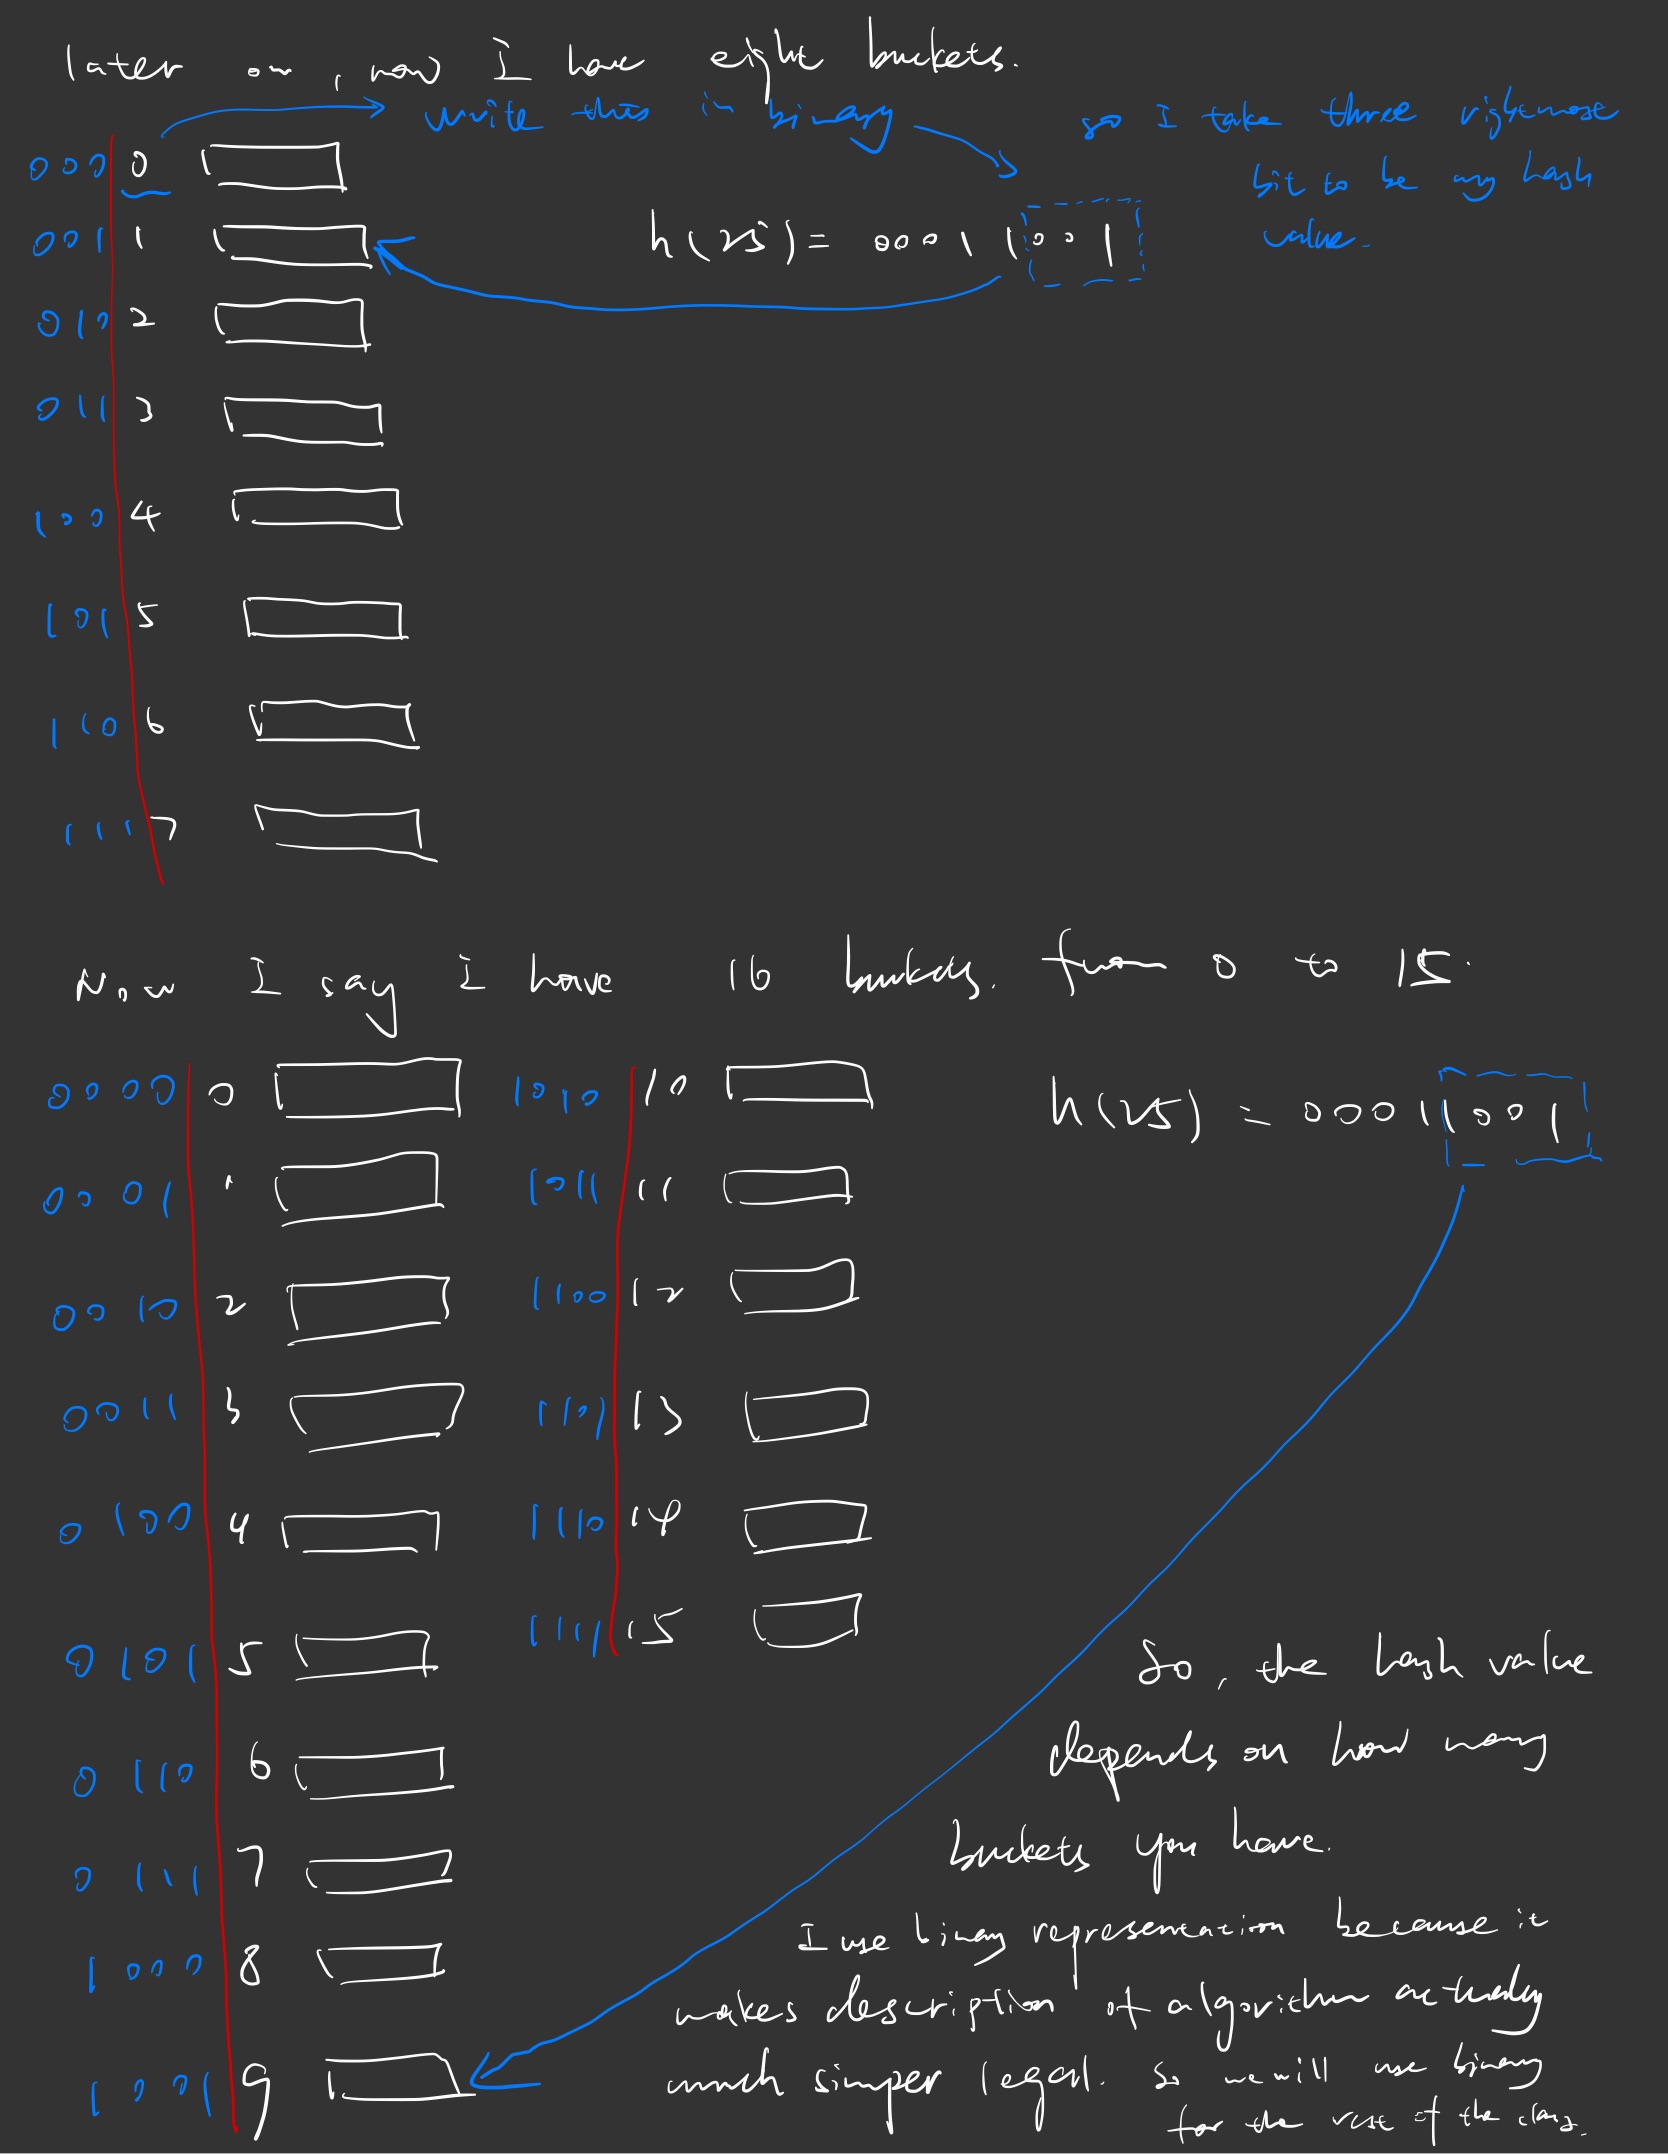 later on, now I have eight buckets.
write this in binary
so I take three rightmose
bit to be my hash
value.
000 0
001 1
h(25) = 00011001
010 2
011 3
100 4
101 5
110 6
111 7
Now I say I have 16 buckets. from 0 to 15.
0000 0
1010 10
h(25) = 00011001
0001 1
1011 11
0010 2
1100 12
0011 3
1101 13
0100 4
1110 14
0101 5
1111 15
So, the hash value
depends on how many
buckets you have.
0110 6
0111 7
1000 8
1001 9
I use binary representation because it
makes description of algorithm actually
much simper legal. So we will use binary
for the rest of the class.